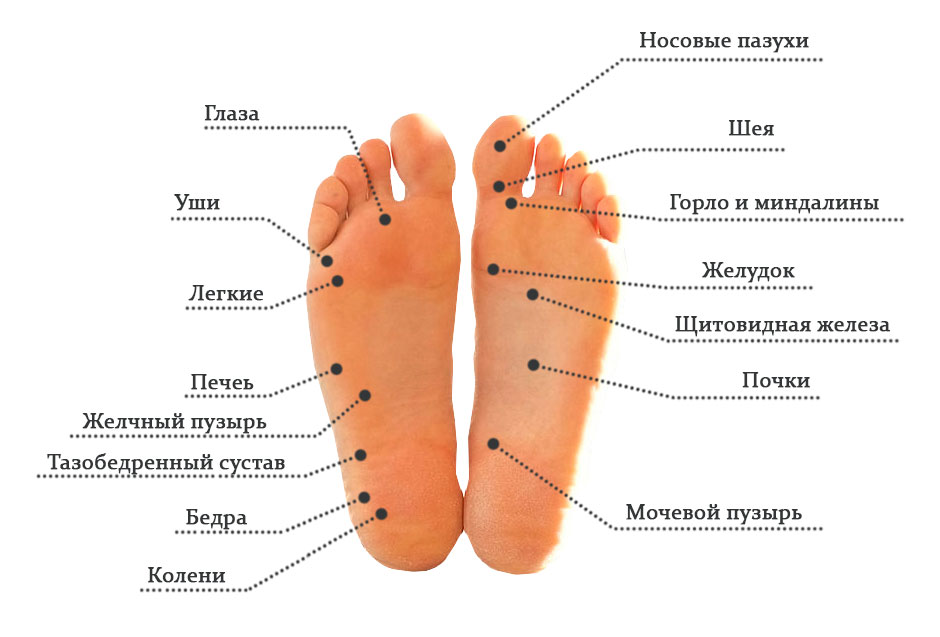 Носовые пазухи
Глаза
Шея
Уши
Горло и миндалины
Желудок
Легкие
Щитовидная железа
Печеь
Почки
Желчный пузырь
Тазобедренный сустав
Мочевой пузырь
Бедра
Колени